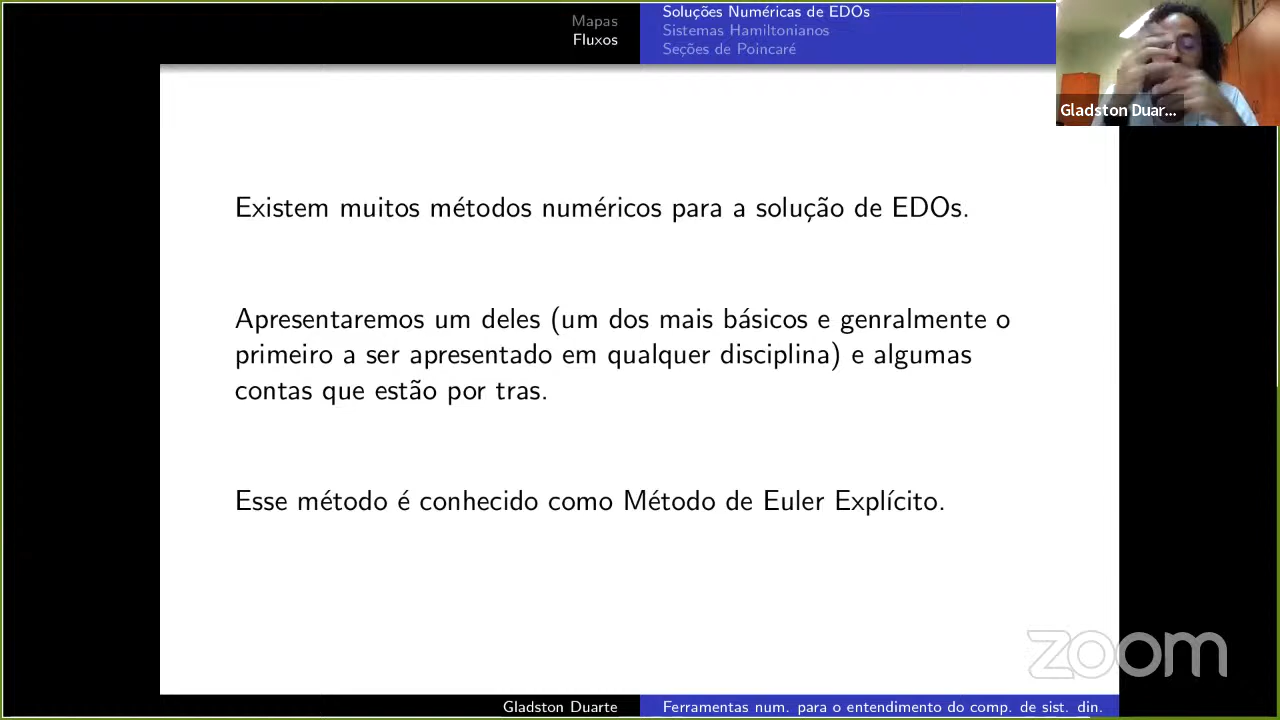 Mapas
Fluxos
Soluções Numéricas de EDOs
Sistemas Hamiltonianos
Seções de Poincaré
Gladston Duar...
Existem muitos métodos numéricos para a solução de EDOs.
Apresentaremos um deles (um dos mais básicos e genralmente o
primeiro a ser apresentado em qualquer disciplina) e algumas
contas que estão por tras.
Esse método é conhecido como Método de Euler Explícito.
zoom
Gladston Duarte
Ferramentas num. para o entendimento do comp. de sist. din.